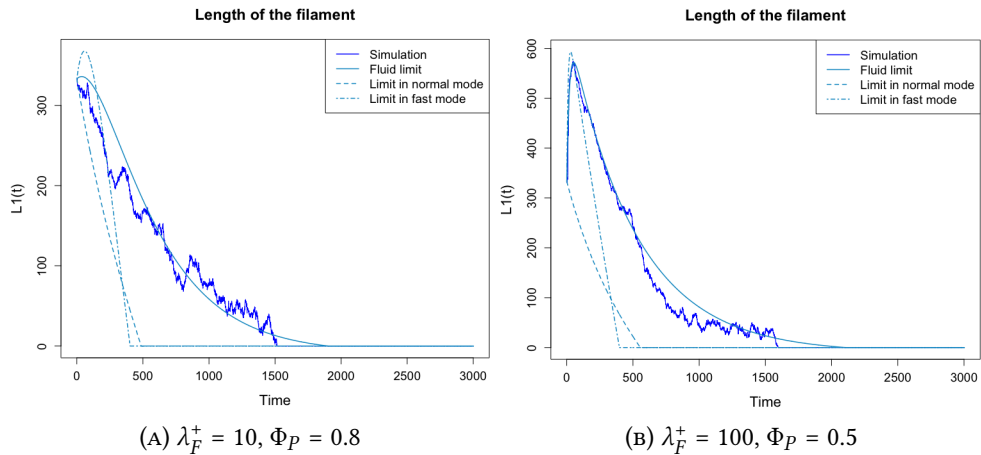 Length of the filament
Simulation
Fluid limit
Limit in normal mode
Limit in fast mode
L1(t)
0 100 200 300
0 500 1000 1500 2000 2500 3000
Time
(A) λ_F^+ = 10, Φ_P = 0.8
Length of the filament
Simulation
Fluid limit
Limit in normal mode
Limit in fast mode
L1(t)
0 100 200 300 400 500 600
0 500 1000 1500 2000 2500 3000
Time
(B) λ_F^+ = 100, Φ_P = 0.5